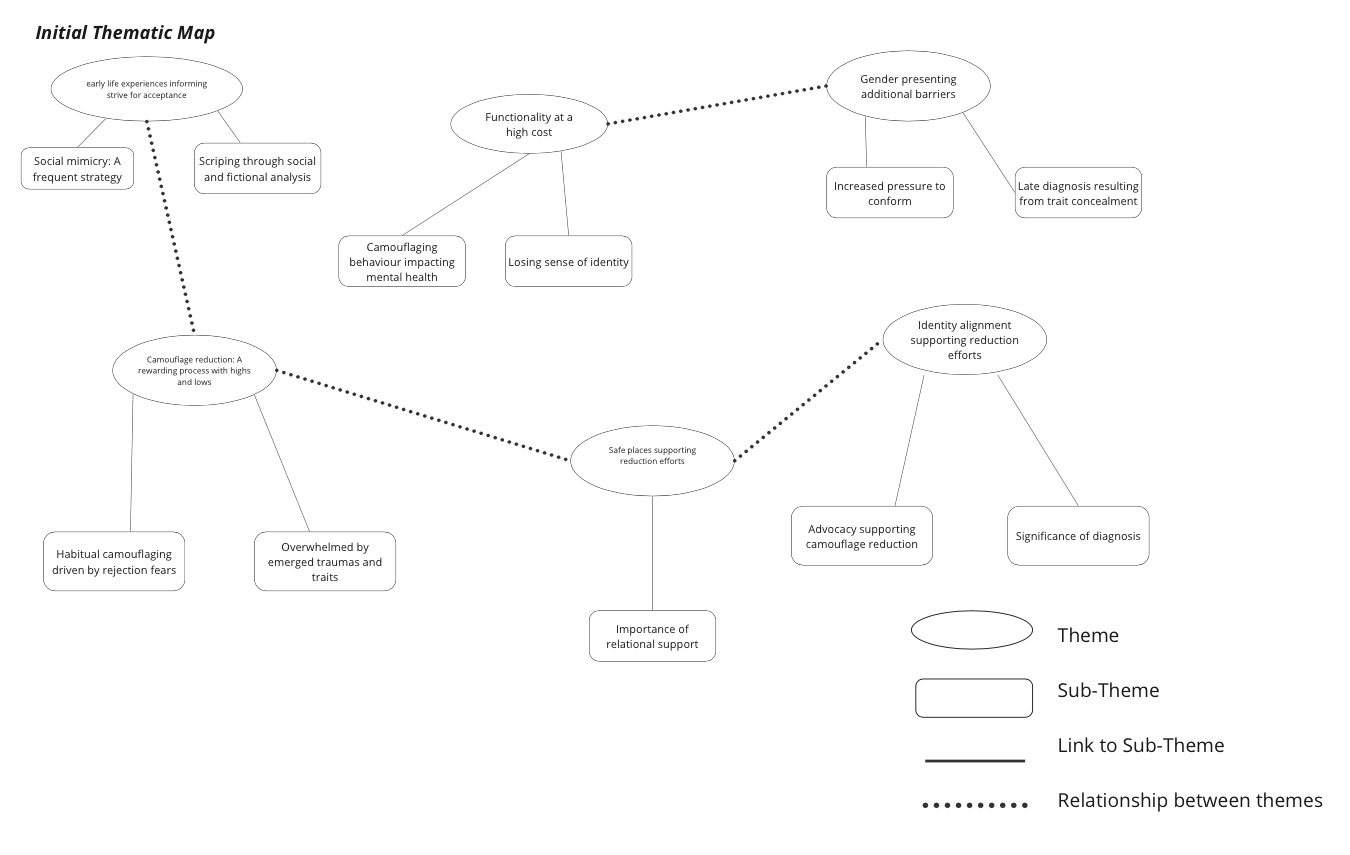 Initial Thematic Map
early life experiences informing
strive for acceptance
Social mimicry: A
frequent strategy
Scriping through social
and fictional analysis
Functionality at a
high cost
Camouflaging
behaviour impacting
mental health
Losing sense of identity
Gender presenting
additional barriers
Increased pressure to
conform
Late diagnosis resulting
from trait concealment
Camouflage reduction: A
rewarding process with highs
and lows
Habitual camouflaging
driven by rejection fears
Overwhelmed by
emerged traumas and
traits
Safe places supporting
reduction efforts
Importance of
relational support
Identity alignment
supporting reduction
efforts
Advocacy supporting
camouflage reduction
Significance of diagnosis
Theme
Sub-Theme
Link to Sub-Theme
Relationship between themes